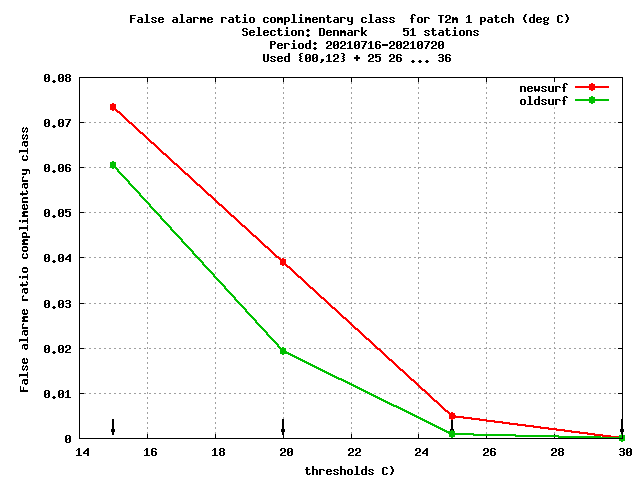 False alarme ratio complimentary class  for T2m 1 patch (deg C)
Selection: Denmark     51 stations
Period: 20210716-20210720
Used {00,12} + 25 26 ... 36
newsurf
oldsurf
False alarme ratio complimentary class
0.08
0.07
0.06
0.05
0.04
0.03
0.02
0.01
0
14 16 18 20 22 24 26 28 30
thresholds C)